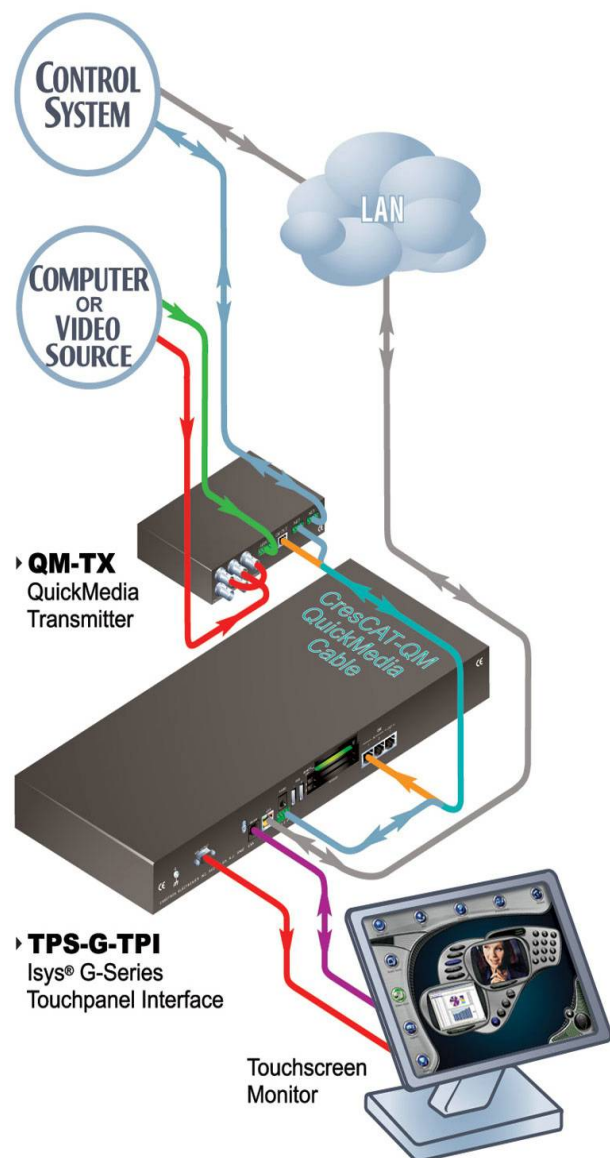 CONTROL
SYSTEM
LAN
COMPUTER
OR
VIDEO
SOURCE
QM-TX
QuickMedia
Transmitter
CresCAT-QM
QuickMedia
Cable
TPS-G-TPI
Isys® G-Series
Touchpanel Interface
Touchscreen
Monitor